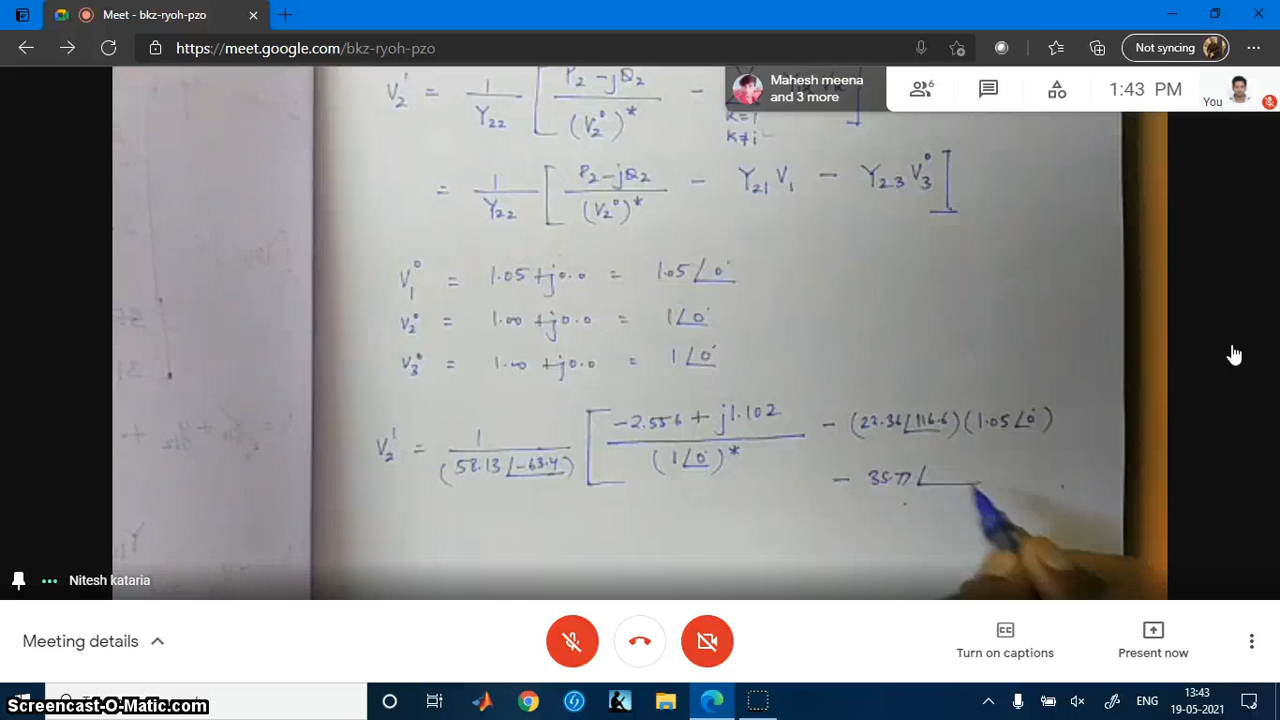 Meet - bkz-ryoh-pzo
https://meet.google.com/bkz-ryoh-pzo
Not syncing
Mahesh meena
and 3 more
6
1:43 PM
You
V₂¹ = 1/Y₂₂ [ (P₂ - jQ₂)/(V₂⁰)* -
k=1
k≠i
= 1/Y₂₂ [ (P₂ - jQ₂)/(V₂⁰)* - Y₂₁ V₁ - Y₂₃ V₃⁰ ]
V₁⁰ = 1.05 + j0.0 = 1.05∠0°
V₂⁰ = 1.00 + j0.0 = 1∠0°
V₃⁰ = 1.00 + j0.0 = 1∠0°
V₂¹ = 1/(58.13∠-63.4) [ (-2.556 + j1.102)/(1∠0°)* - (22.36∠116.6)(1.05∠0°)
- 35.77∠
Nitesh kataria
Meeting details
Turn on captions
Present now
ENG
13:43
19-05-2021
Screencast-O-Matic.com